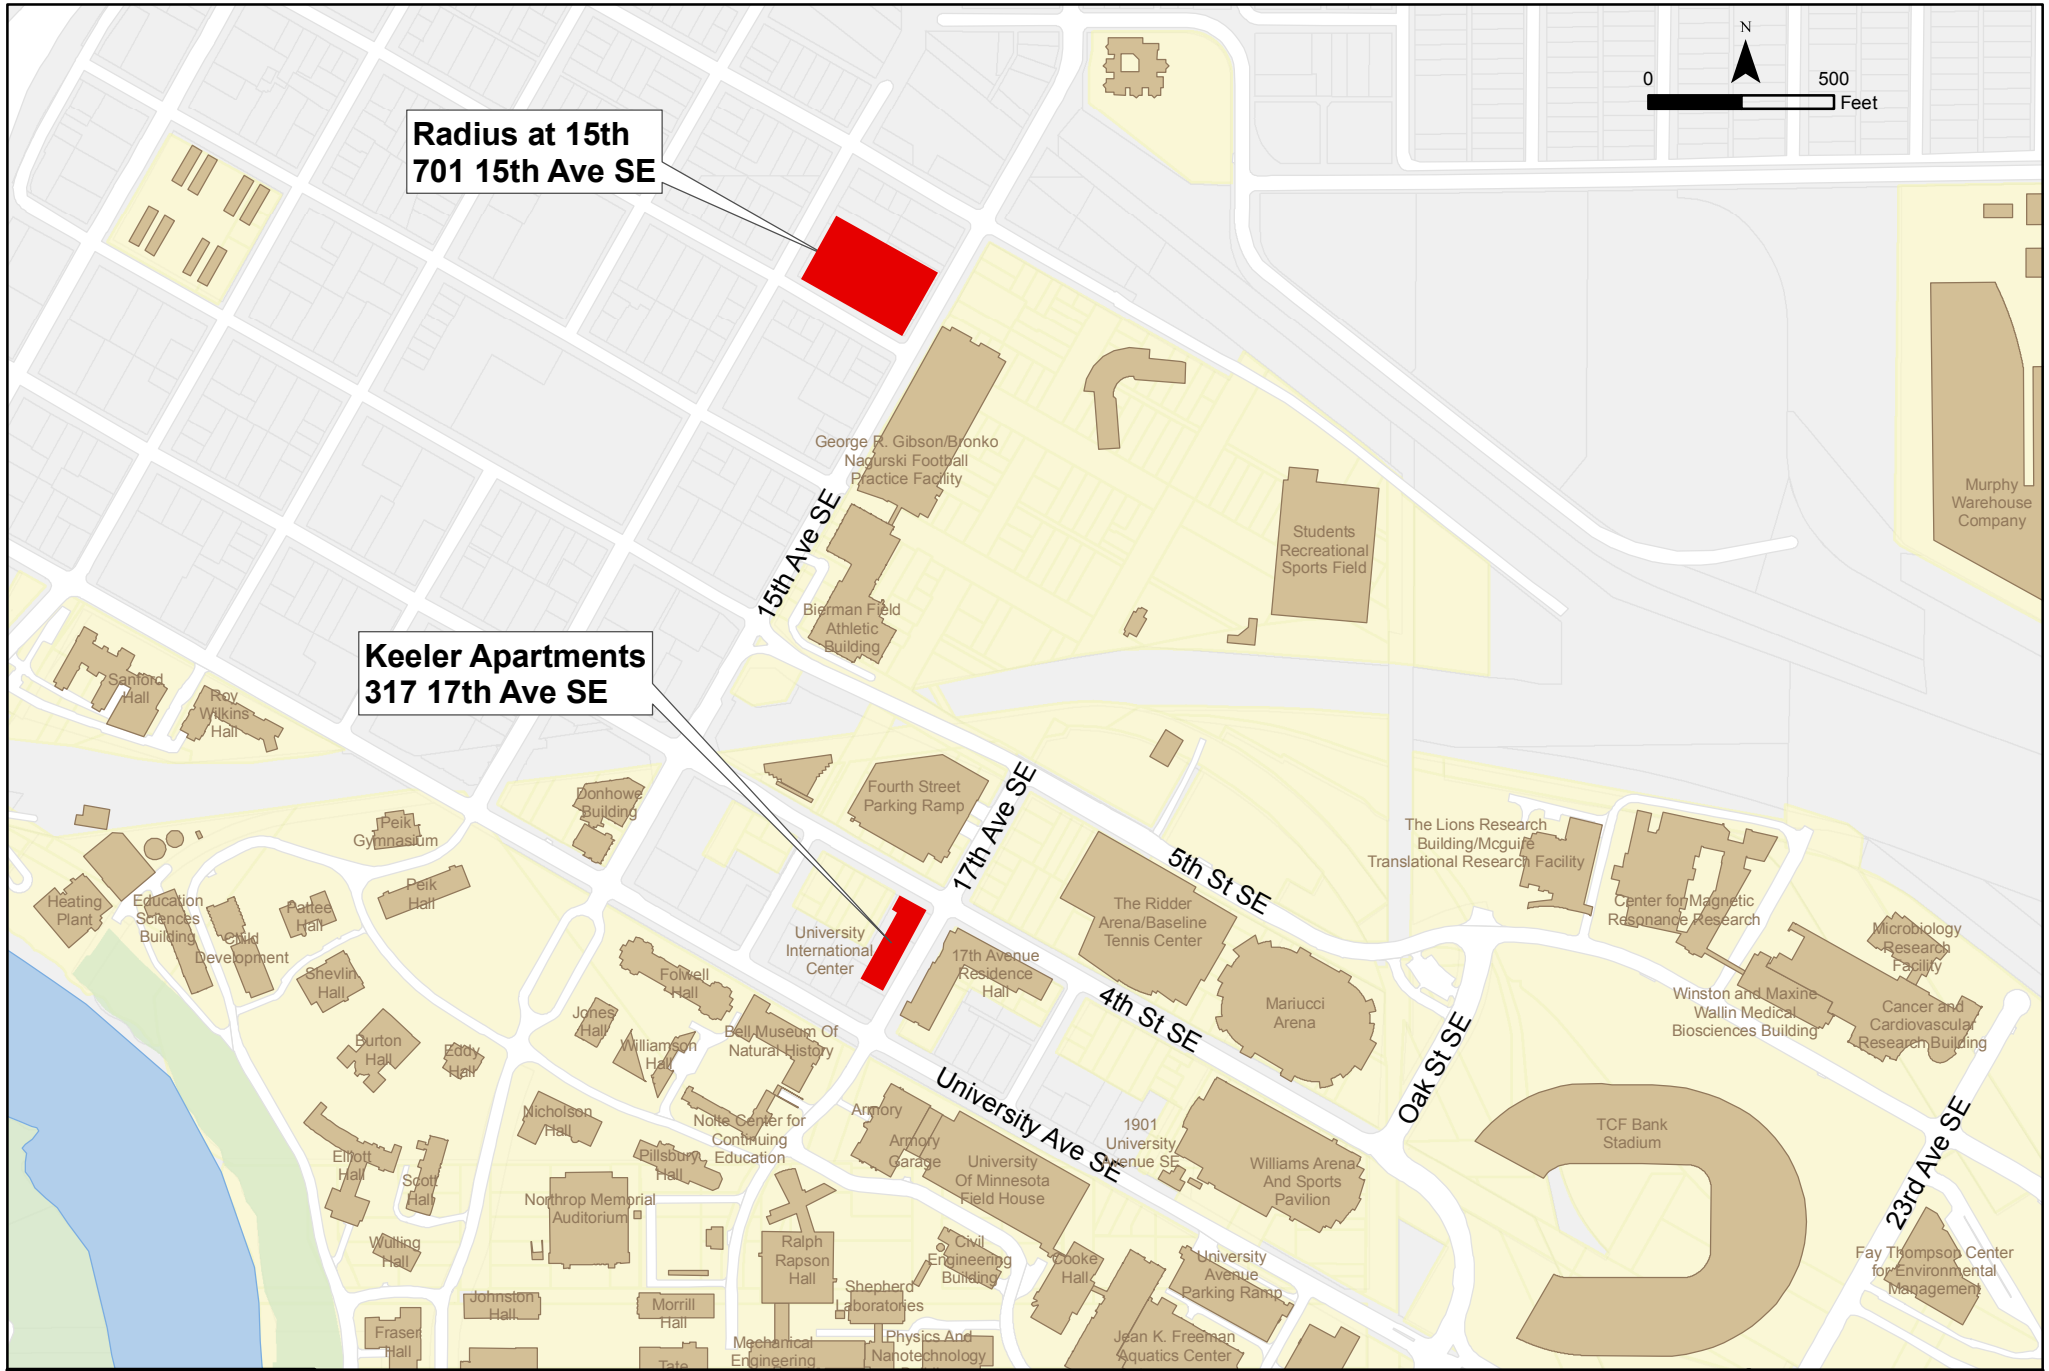 N
0 500
Feet
Radius at 15th
701 15th Ave SE
George R. Gibson/Bronko
Nagurski Football
Practice Facility
Murphy
Warehouse
Company
Students
Recreational
Sports Field
15th Ave SE
Bierman Field
Athletic
Building
Keeler Apartments
317 17th Ave SE
Sanford
Hall
Roy
Wilkins
Hall
Donhowe
Building
Fourth Street
Parking Ramp
17th Ave SE
Peik
Gymnasium
Peik
Hall
5th St SE
The Lions Research
Building/Mcguire
Translational Research Facility
Center for Magnetic
Resonance Research
Heating
Plant
Education
Sciences
Building
Pattee
Hall
Child
Development
Shevlin
Hall
University
International
Center
The Ridder
Arena/Baseline
Tennis Center
17th Avenue
Residence
Hall
Microbiology
Research
Facility
Folwell
Hall
Jones
Hall
Williamson
Hall
Bell Museum Of
Natural History
4th St SE
Mariucci
Arena
Winston and Maxine
Wallin Medical
Biosciences Building
Cancer and
Cardiovascular
Research Building
Burton
Hall
Eddy
Hall
Oak St SE
University Ave SE
Nicholson
Hall
Nolte Center for
Continuing
Education
Armory
Armory
Garage
1901
University
Avenue SE
TCF Bank
Stadium
23rd Ave SE
Elliott
Hall
Scott
Hall
Pillsbury
Hall
University
Of Minnesota
Field House
Williams Arena
And Sports
Pavilion
Northrop Memorial
Auditorium
Wulling
Hall
Ralph
Rapson
Hall
Civil
Engineering
Building
Cooke
Hall
University
Avenue
Parking Ramp
Fay Thompson Center
for Environmental
Management
Johnston
Hall
Morrill
Hall
Shepherd
Laboratories
Fraser
Hall
Tate
Mechanical
Engineering
Physics And
Nanotechnology
Jean K. Freeman
Aquatics Center